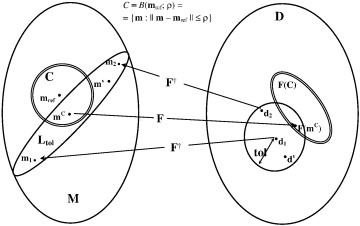 C = B(m_ref; ρ) =
= {m : || m − m_ref || ≤ ρ}
D
C
m₂
m*
F†
F(C)
m_ref
d₂
m^C
F
F(m^C)
L_tol
d₁
m₁
F†
tol
d*
M